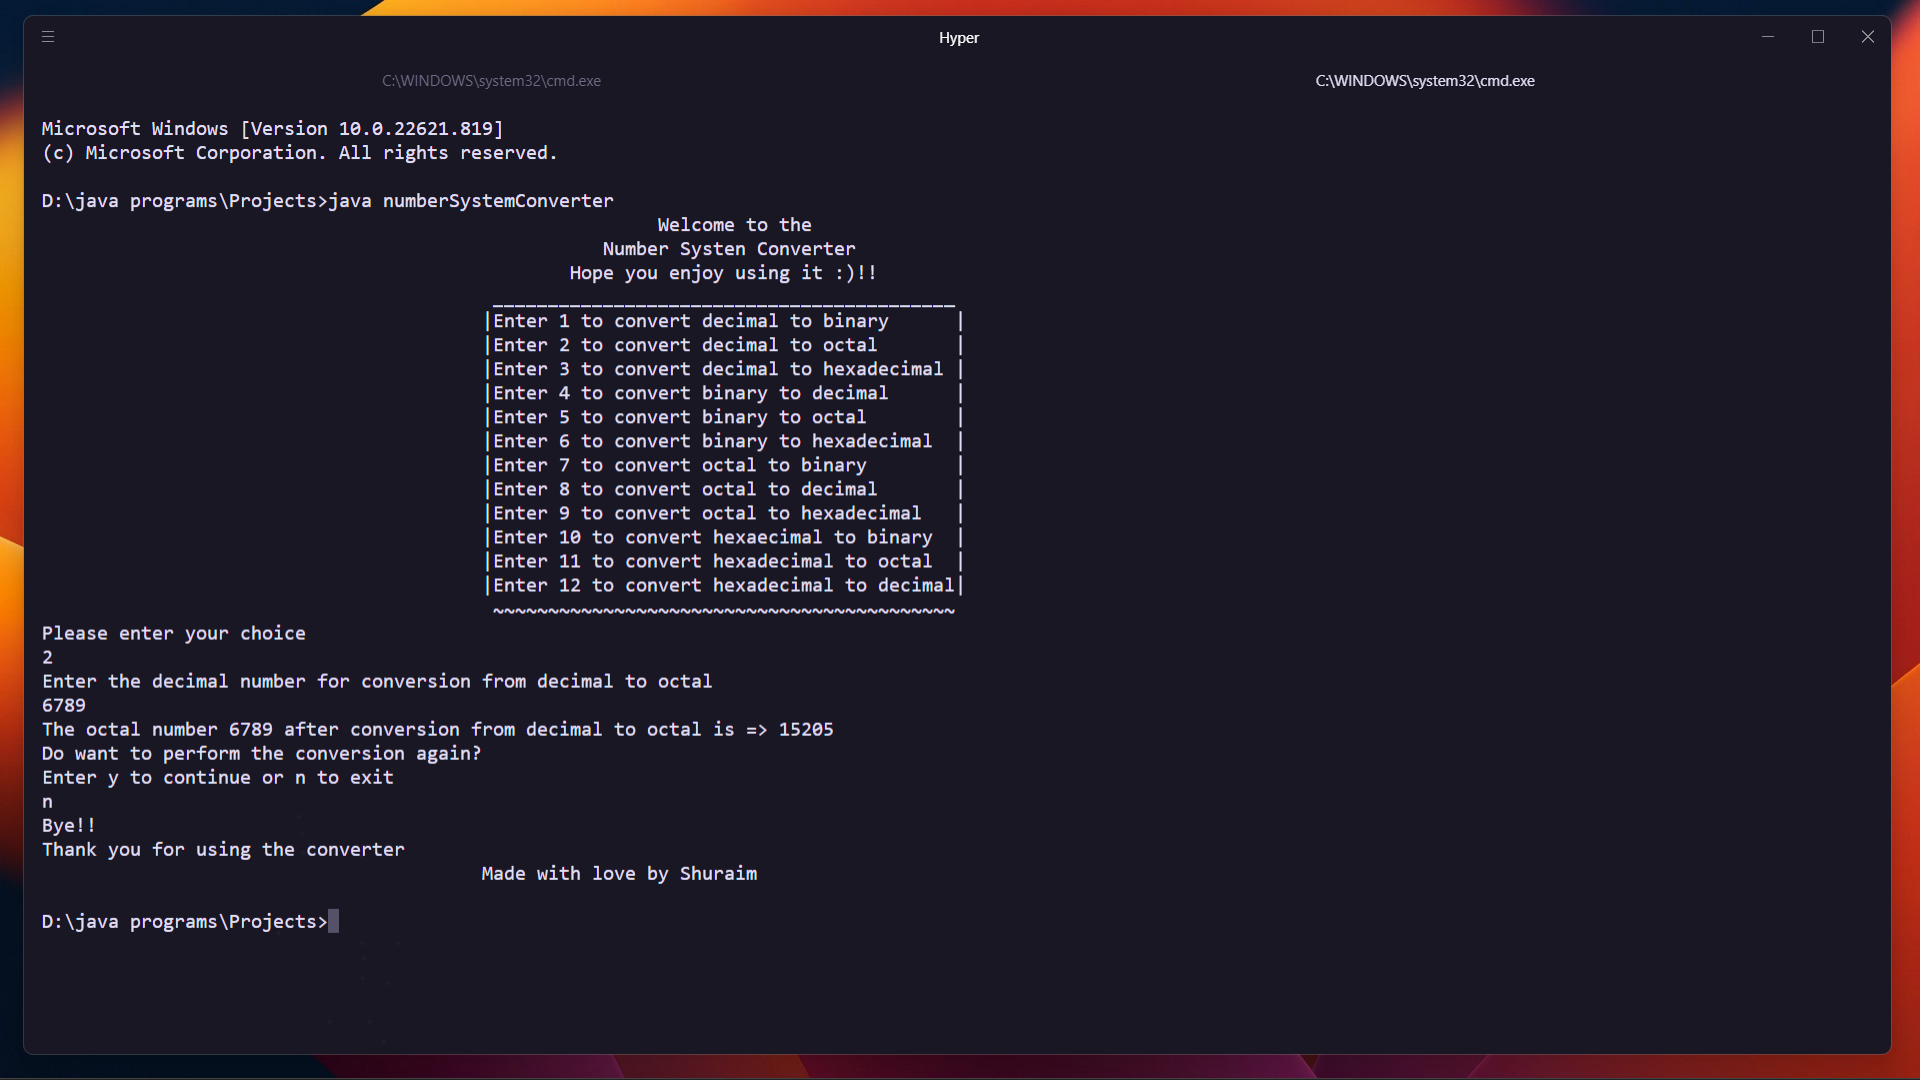 Hyper
C:\WINDOWS\system32\cmd.exe
C:\WINDOWS\system32\cmd.exe
Microsoft Windows [Version 10.0.22621.819]
(c) Microsoft Corporation. All rights reserved.
D:\java programs\Projects>java numberSystemConverter
Welcome to the
Number Systen Converter
Hope you enjoy using it :)!!
__________________________________________
|Enter 1 to convert decimal to binary      |
|Enter 2 to convert decimal to octal       |
|Enter 3 to convert decimal to hexadecimal |
|Enter 4 to convert binary to decimal      |
|Enter 5 to convert binary to octal        |
|Enter 6 to convert binary to hexadecimal  |
|Enter 7 to convert octal to binary        |
|Enter 8 to convert octal to decimal       |
|Enter 9 to convert octal to hexadecimal   |
|Enter 10 to convert hexaecimal to binary  |
|Enter 11 to convert hexadecimal to octal  |
|Enter 12 to convert hexadecimal to decimal|
~~~~~~~~~~~~~~~~~~~~~~~~~~~~~~~~~~~~~~~~~~
Please enter your choice
2
Enter the decimal number for conversion from decimal to octal
6789
The octal number 6789 after conversion from decimal to octal is => 15205
Do want to perform the conversion again?
Enter y to continue or n to exit
n
Bye!!
Thank you for using the converter
Made with love by Shuraim
D:\java programs\Projects>